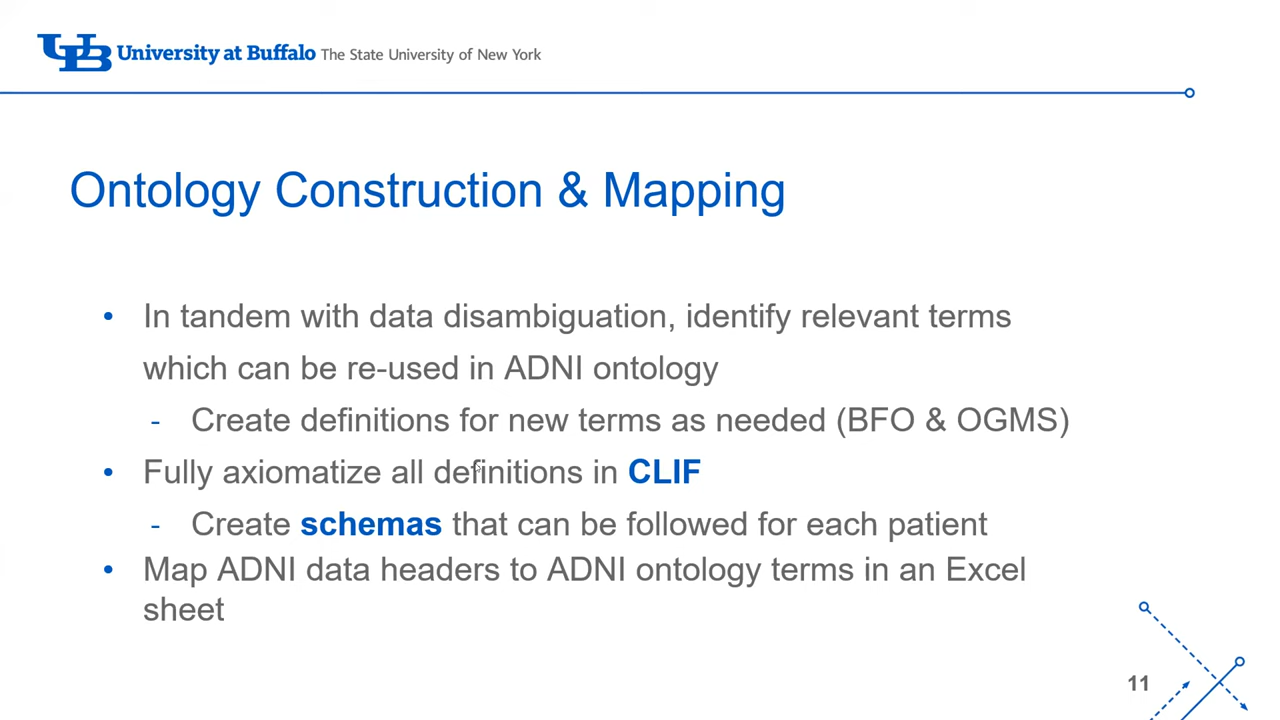 UB University at Buffalo The State University of New York
Ontology Construction & Mapping
• In tandem with data disambiguation, identify relevant terms
which can be re-used in ADNI ontology
- Create definitions for new terms as needed (BFO & OGMS)
• Fully axiomatize all definitions in CLIF
- Create schemas that can be followed for each patient
• Map ADNI data headers to ADNI ontology terms in an Excel
sheet
11